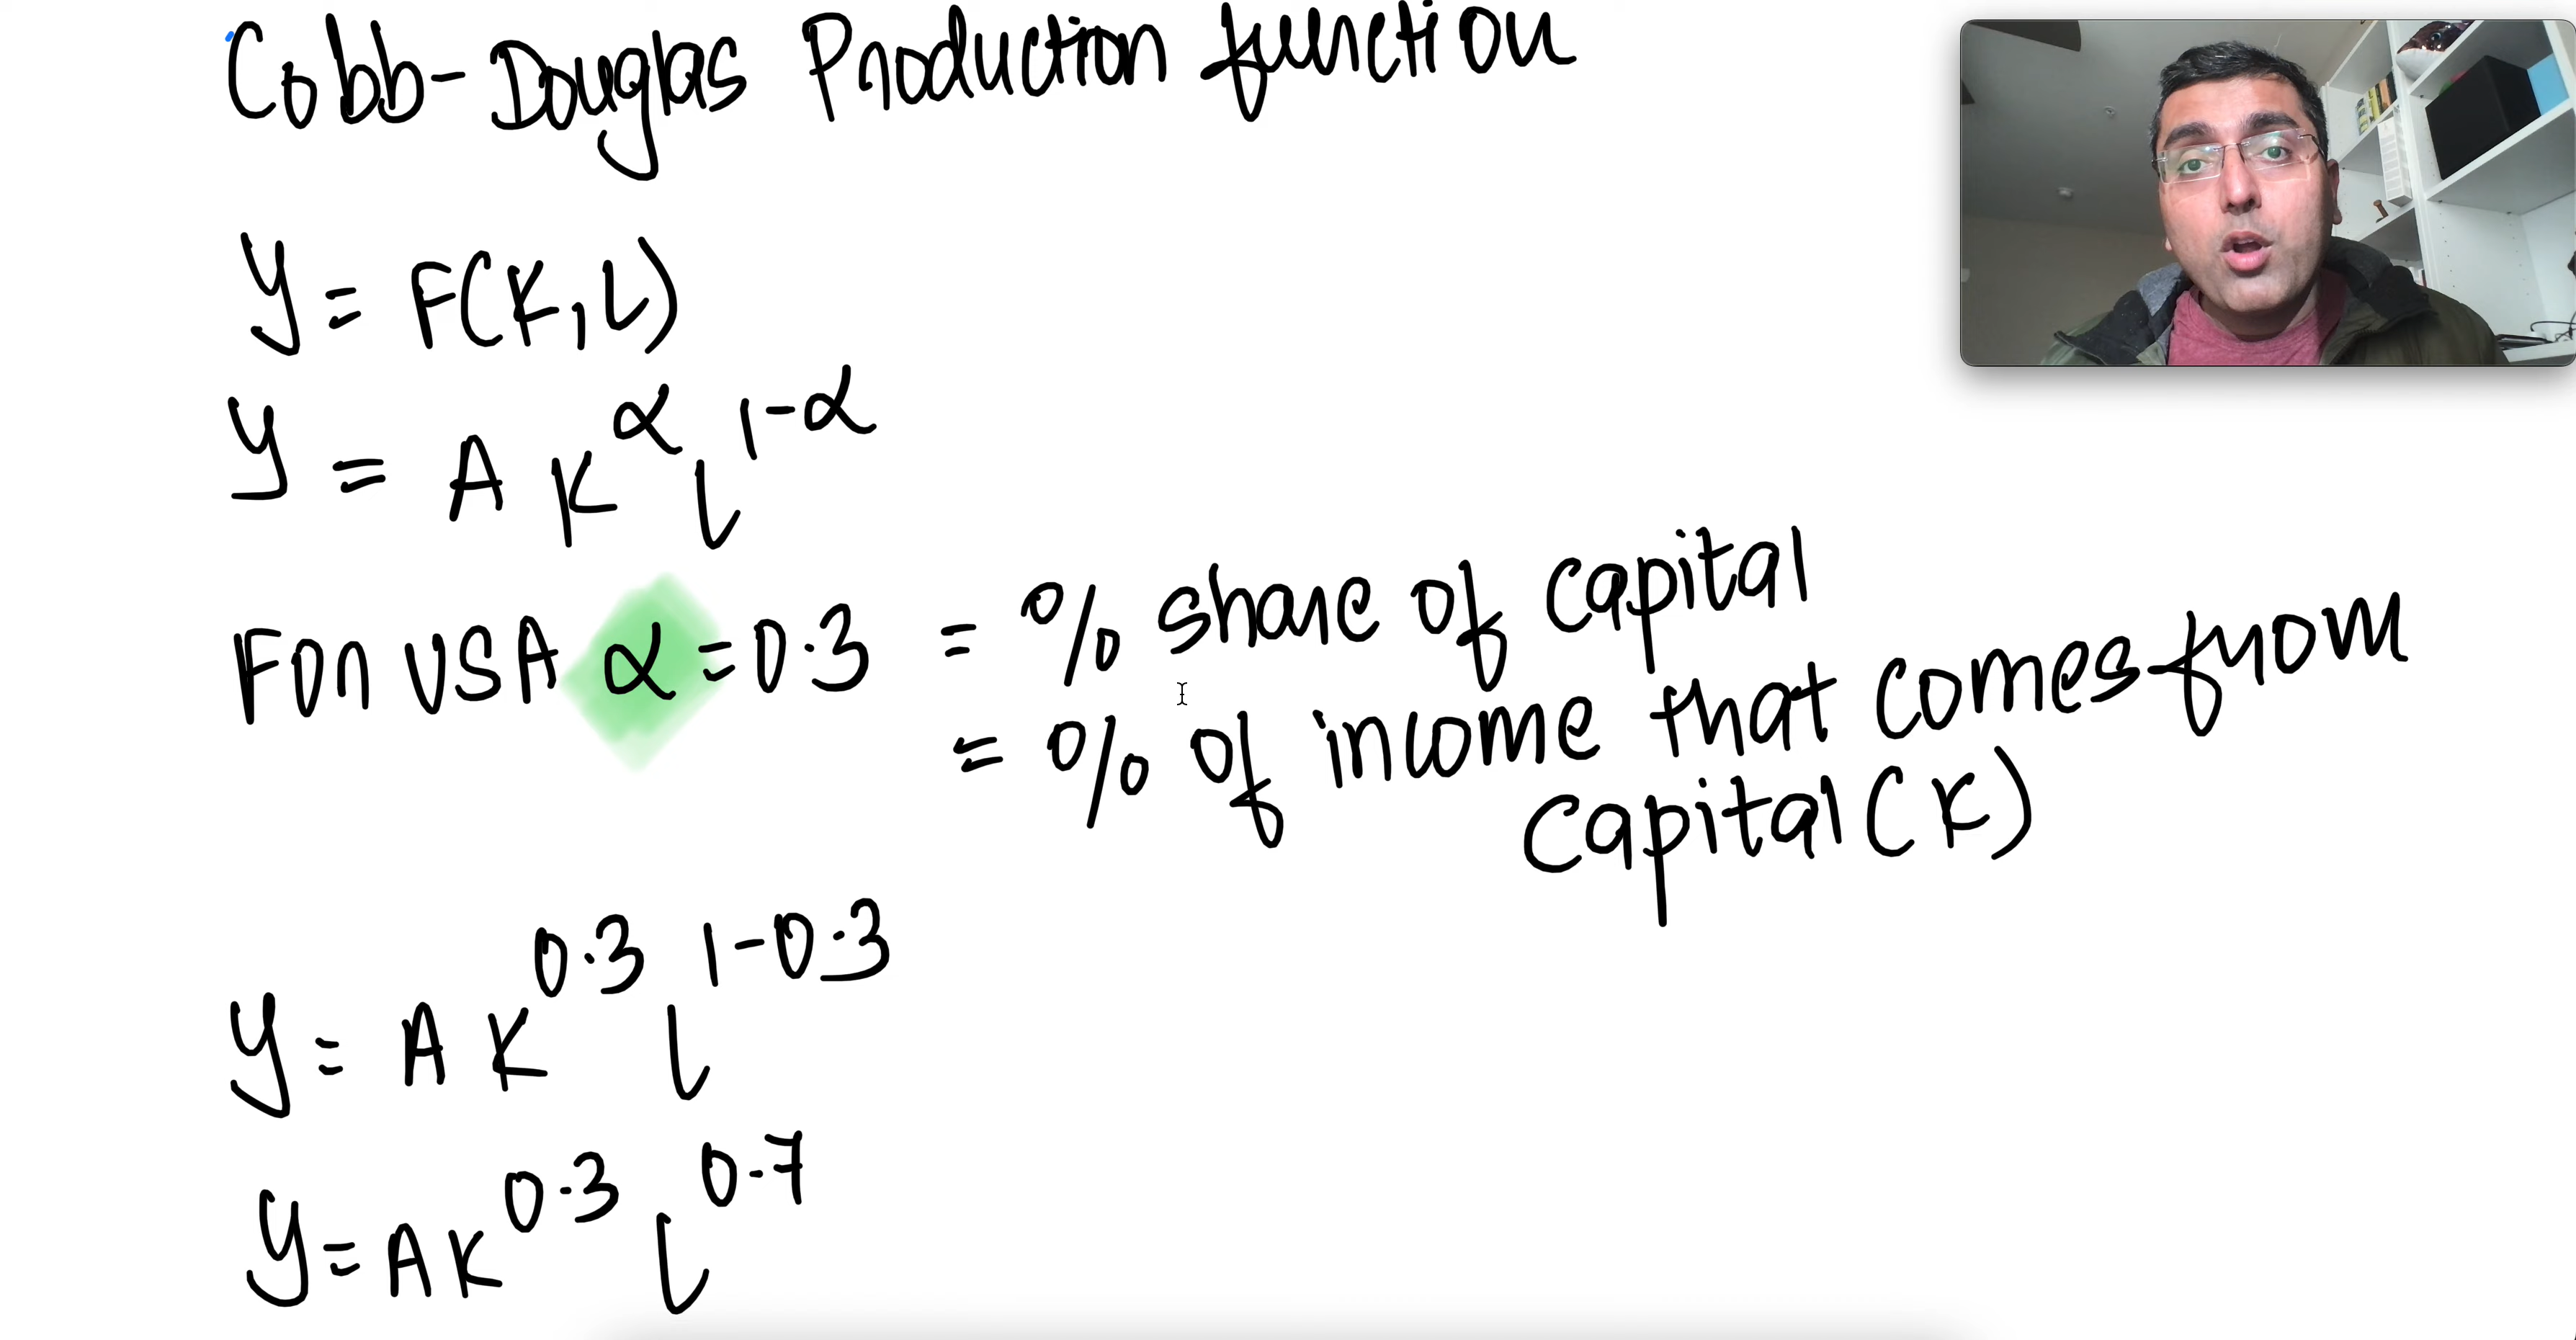 Cobb-Douglas Production function
Y = F(K,L)
Y = A K^α L^1-α
For USA α = 0.3 = % share of capital
= % of income that comes from
capital (K)
Y = A K^0.3 L^1-0.3
Y = A K^0.3 L^0.7